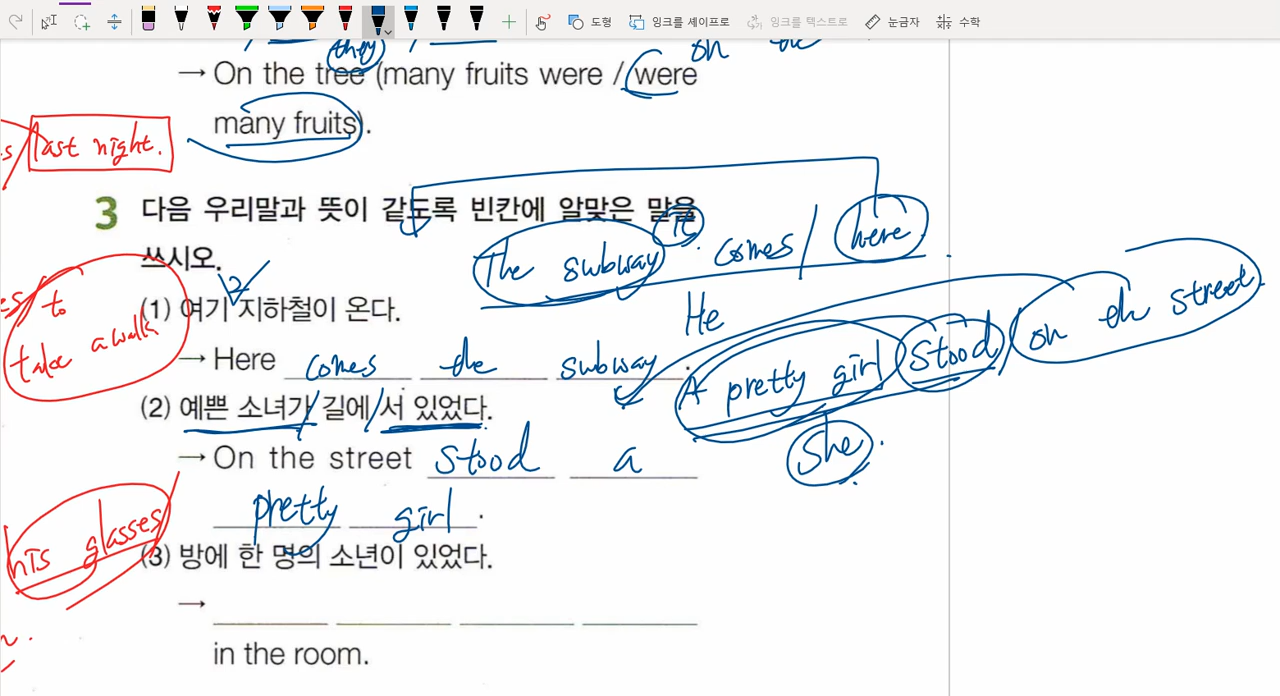 도형 잉크를 셰이프로 잉크를 텍스트로 눈금자 수학
they on
→ On the tree (many fruits were / were
many fruits).
last night.
3 다음 우리말과 뜻이 같도록 빈칸에 알맞은 말을
쓰시오.
The subway it comes / here.
(1) 여기 지하철이 온다.
He
→ Here comes the subway.
to
take a walk
A pretty girl stood / on the street.
She.
(2) 예쁜 소녀가 / 길에 / 서 있었다.
→ On the street stood a
pretty girl.
his glasses
(3) 방에 한 명의 소년이 있었다.
→
in the room.